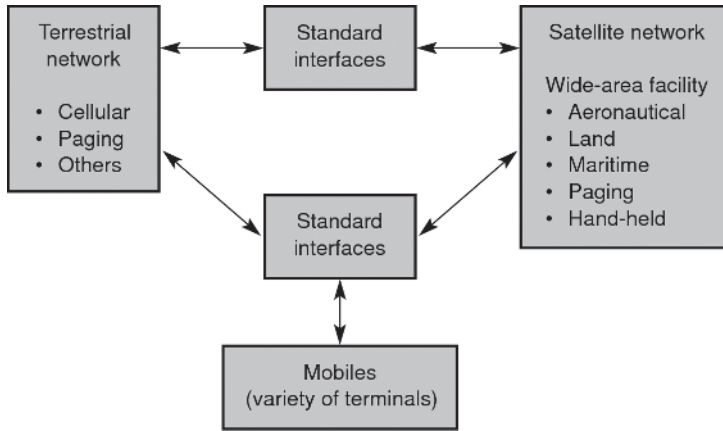 Terrestrial
network
• Cellular
• Paging
• Others
Standard
interfaces
Satellite network
Wide-area facility
• Aeronautical
• Land
• Maritime
• Paging
• Hand-held
Standard
interfaces
Mobiles
(variety of terminals)